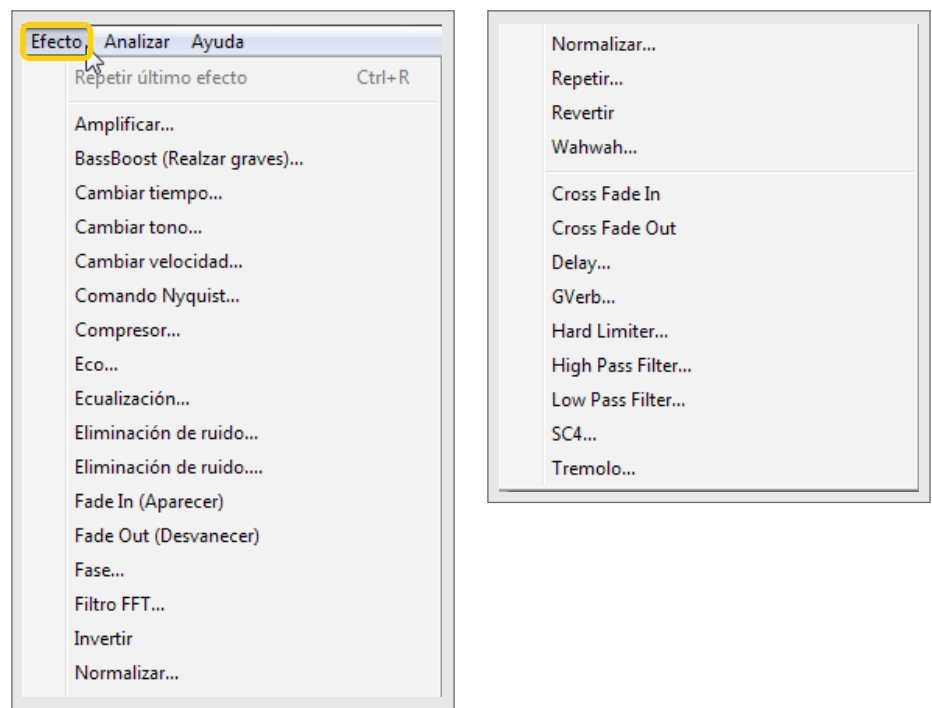 Efecto Analizar Ayuda
Repetir último efecto Ctrl+R
Amplificar...
BassBoost (Realzar graves)...
Cambiar tiempo...
Cambiar tono...
Cambiar velocidad...
Comando Nyquist...
Compresor...
Eco...
Ecualización...
Eliminación de ruido...
Eliminación de ruido....
Fade In (Aparecer)
Fade Out (Desvanecer)
Fase...
Filtro FFT...
Invertir
Normalizar...
Normalizar...
Repetir...
Revertir
Wahwah...
Cross Fade In
Cross Fade Out
Delay...
GVerb...
Hard Limiter...
High Pass Filter...
Low Pass Filter...
SC4...
Tremolo...